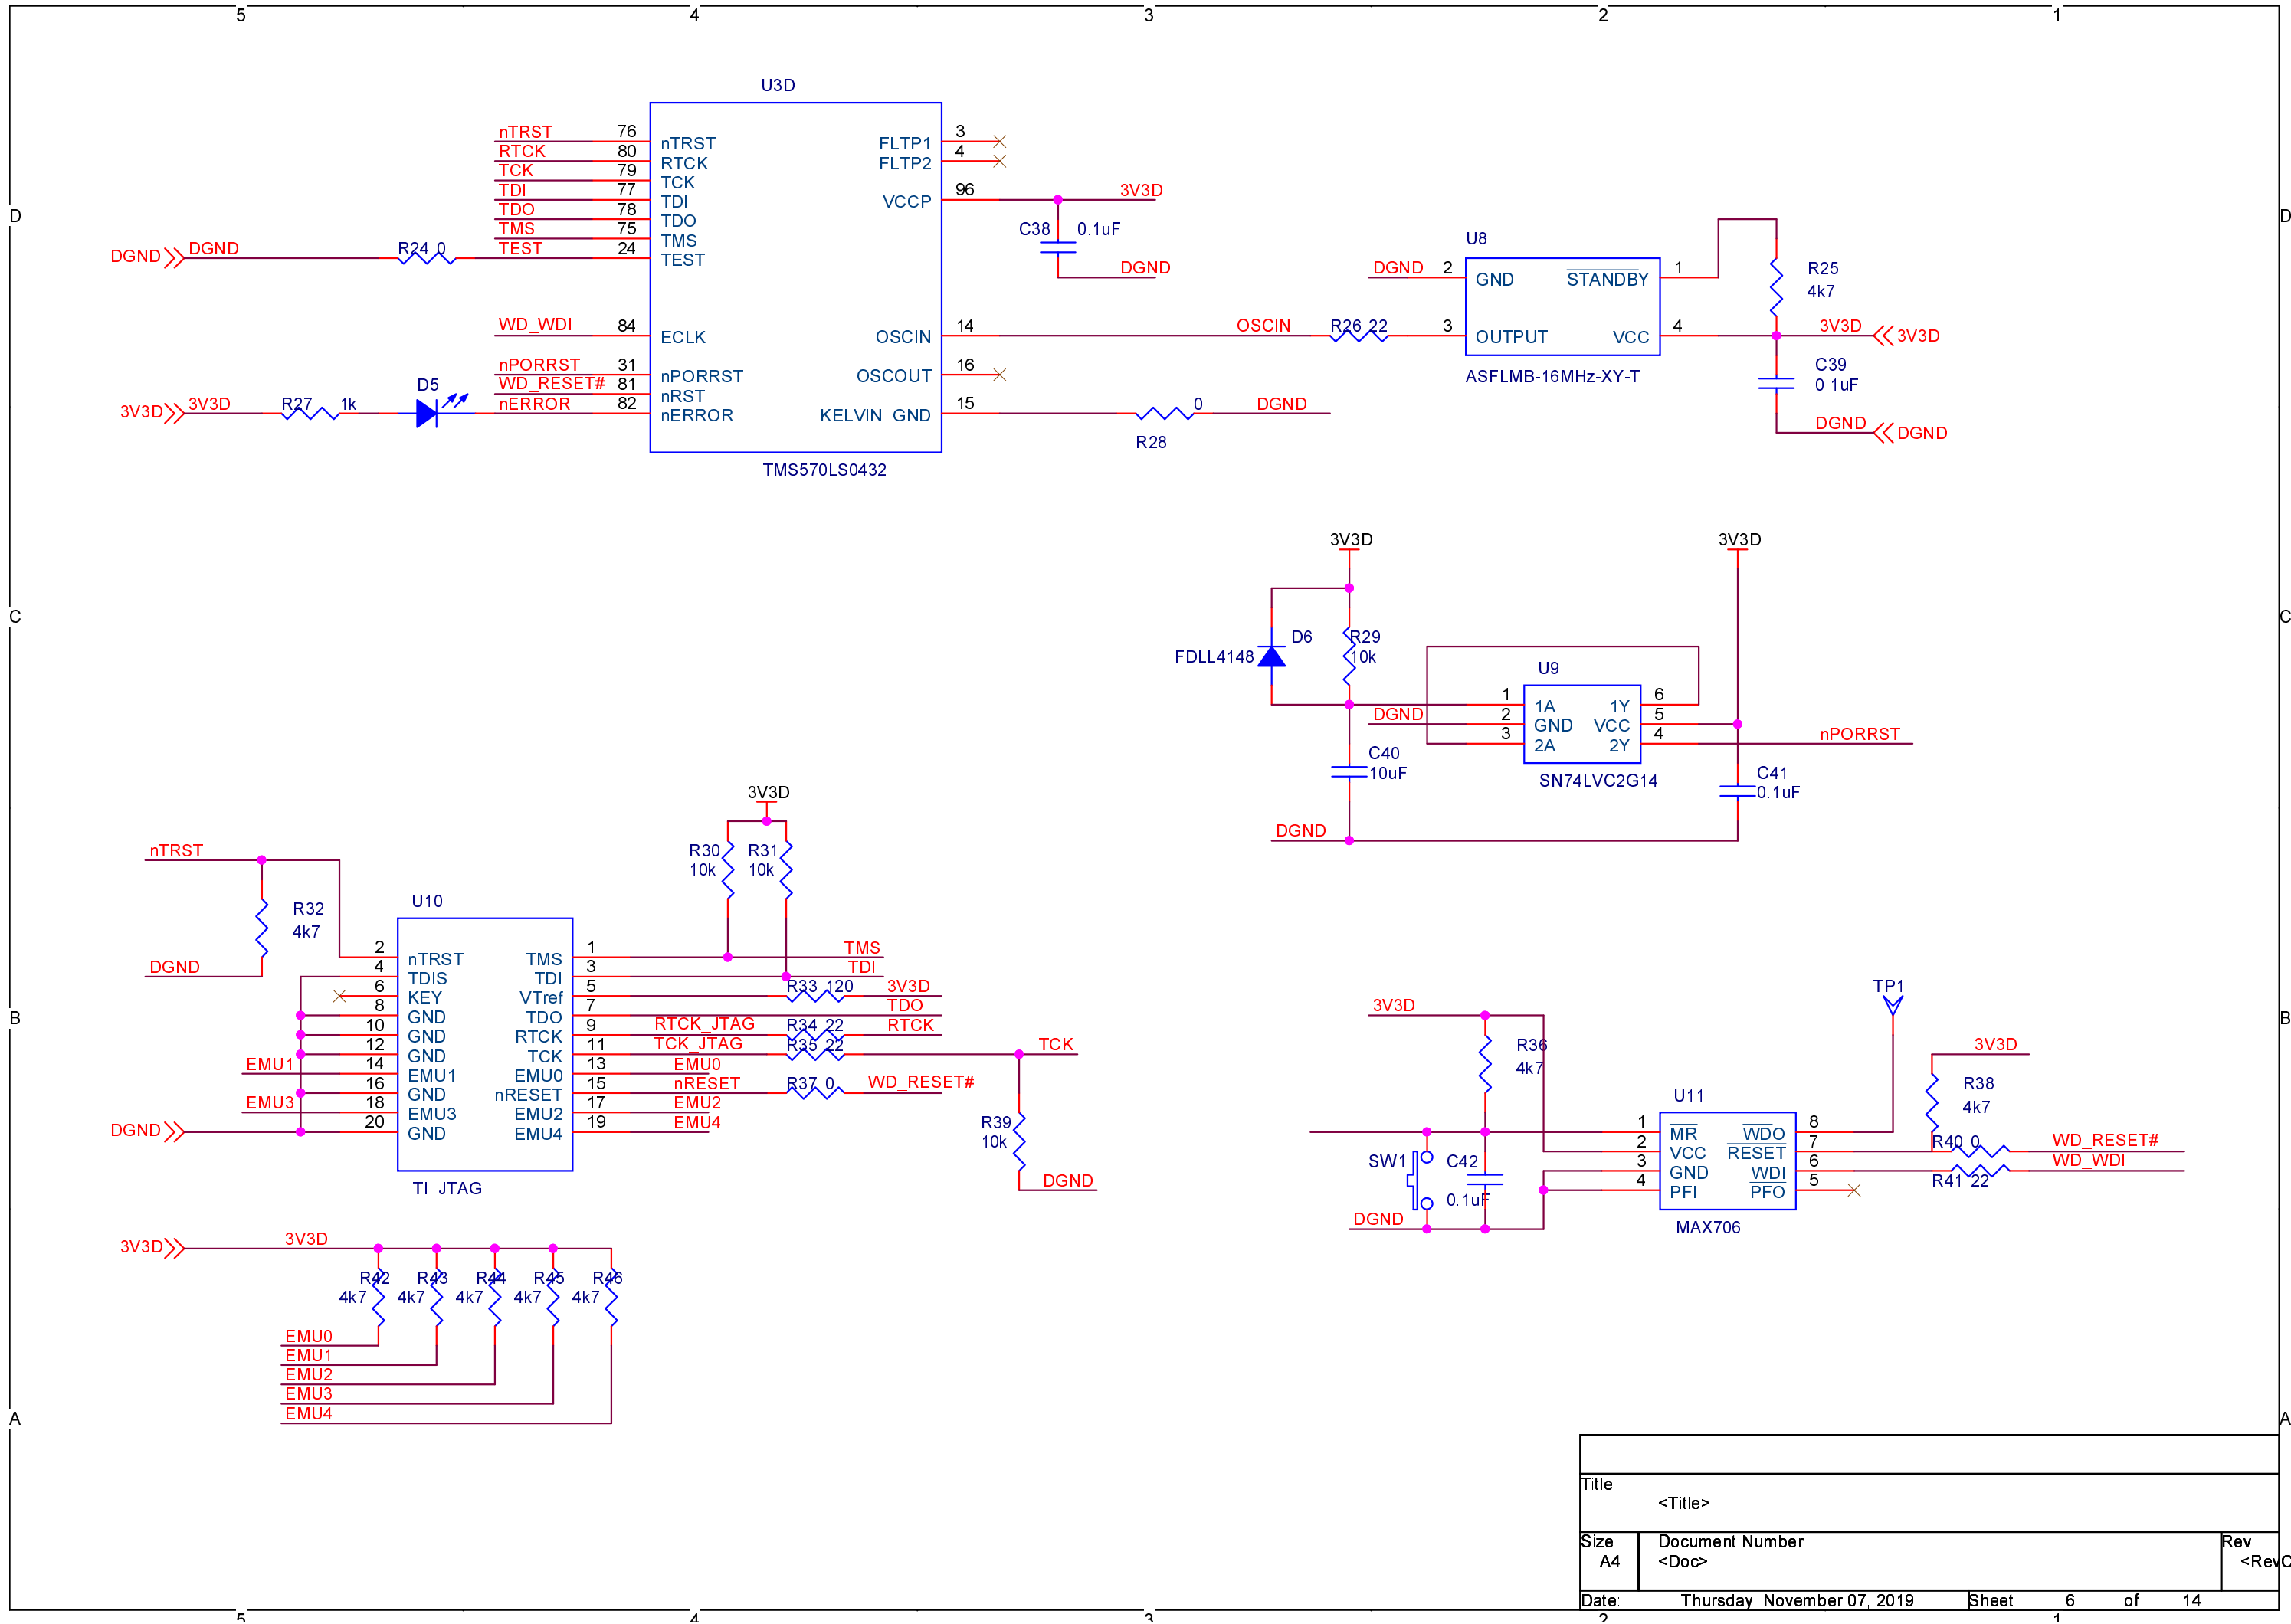 5 4 3 2 1
D
C
B
A
D
C
B
A
U3D
nTRST 76 nTRST
RTCK 80 RTCK
TCK 79 TCK
TDI 77 TDI
TDO 78 TDO
TMS 75 TMS
DGND DGND R24 0 TEST 24 TEST
WD_WDI 84 ECLK
nPORRST 31 nPORRST
WD_RESET# 81 nRST
3V3D 3V3D R27 1k D5 nERROR 82 nERROR
FLTP1 3
FLTP2 4
VCCP 96 3V3D
C38 0.1uF
DGND
OSCIN 14 OSCIN R26 22
OSCOUT 16
KELVIN_GND 15 0 DGND
R28
TMS570LS0432
U8
DGND 2 GND STANDBY 1
3 OUTPUT VCC 4
ASFLMB-16MHz-XY-T
R25
4k7
3V3D 3V3D
C39
0.1uF
DGND DGND
3V3D 3V3D
D6 R29
FDLL4148 10k
U9
1 1A 1Y 6
DGND 2 GND VCC 5
3 2A 2Y 4 nPORRST
SN74LVC2G14
C40
10uF
C41
0.1uF
DGND
3V3D
R30 R31
10k 10k
nTRST
R32
4k7
DGND
U10
2 nTRST TMS 1 TMS
4 TDIS TDI 3 TDI
6 KEY VTref 5 R33 120 3V3D
8 GND TDO 7 TDO
10 GND RTCK 9 RTCK_JTAG R34 22 RTCK
12 GND TCK 11 TCK_JTAG R35 22 TCK
EMU1 14 EMU1 EMU0 13 EMU0
16 GND nRESET 15 nRESET R37 0 WD_RESET#
EMU3 18 EMU3 EMU2 17 EMU2
DGND 20 GND EMU4 19 EMU4
TI_JTAG
R39
10k
DGND
3V3D
R36
4k7
TP1
3V3D
R38
4k7
U11
1 MR WDO 8
2 VCC RESET 7 R40 0 WD_RESET#
3 GND WDI 6 WD_WDI
4 PFI PFO 5 R41 22
MAX706
SW1 C42
0.1uF
DGND
3V3D 3V3D
R42 R43 R44 R45 R46
4k7 4k7 4k7 4k7 4k7
EMU0
EMU1
EMU2
EMU3
EMU4
Title
<Title>
Size Document Number Rev
A4 <Doc> <RevC
Date: Thursday, November 07, 2019 Sheet 6 of 14
5 4 3 2 1